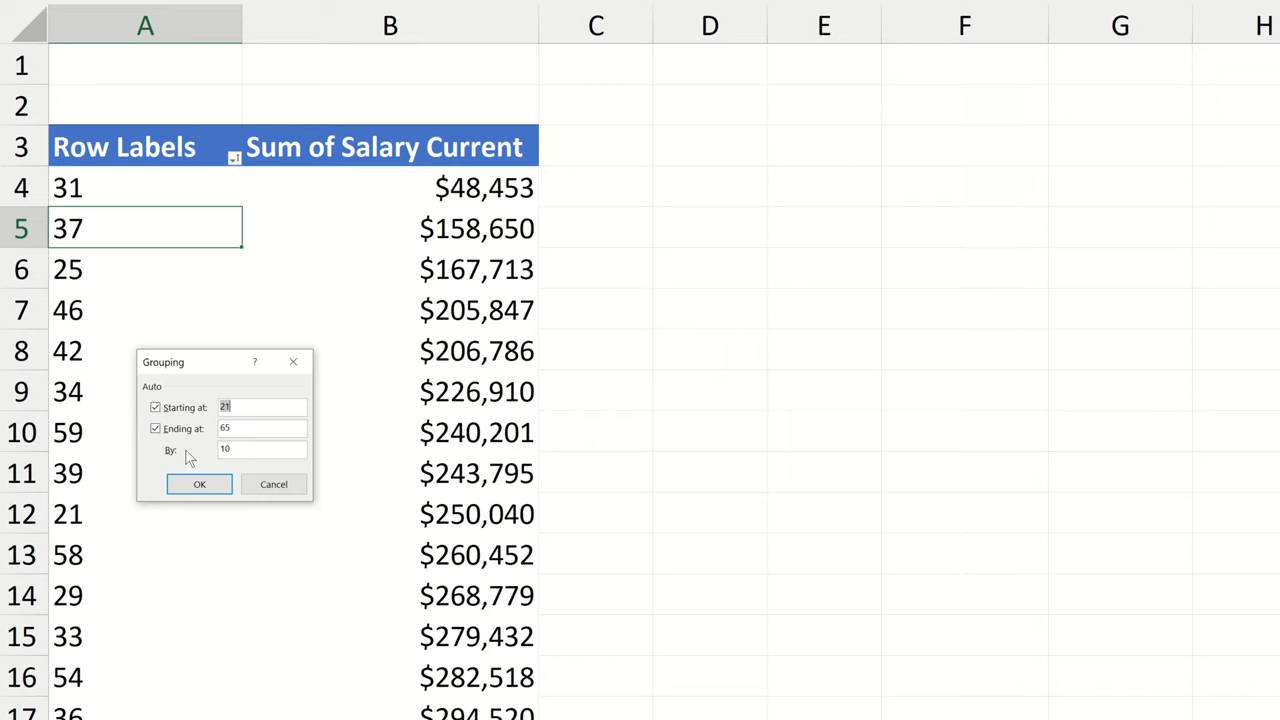 A B C D E F G H
1
2
3 Row Labels Sum of Salary Current
4 31 $48,453
5 37 $158,650
6 25 $167,713
7 46 $205,847
8 42 $206,786
9 34 $226,910
10 59 $240,201
11 39 $243,795
12 21 $250,040
13 58 $260,452
14 29 $268,779
15 33 $279,432
16 54 $282,518
17 36 $294,520
Grouping ?
Auto
Starting at: 21
Ending at: 65
By: 10
OK Cancel